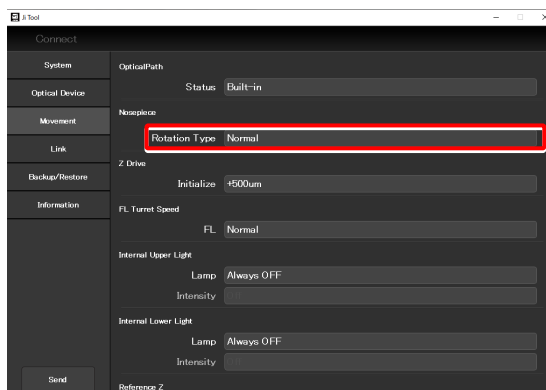 Ji Tool
Connect
System
Optical Device
Movement
Link
Backup/Restore
Information
Send
OpticalPath
Status Built-in
Nosepiece
Rotation Type Normal
Z Drive
Initialize +500um
FL Turret Speed
FL Normal
Internal Upper Light
Lamp Always OFF
Intensity
Internal Lower Light
Lamp Always OFF
Intensity
Reference Z